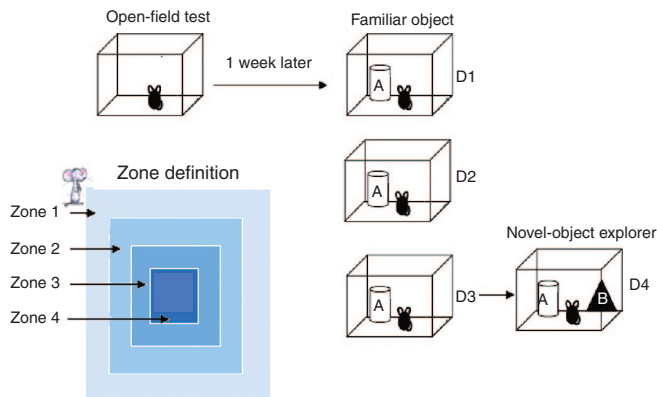 Open-field test
Familiar object
1 week later
A
D1
Zone definition
A
D2
Zone 1
Zone 2
Novel-object explorer
Zone 3
A
D3
A
B
D4
Zone 4